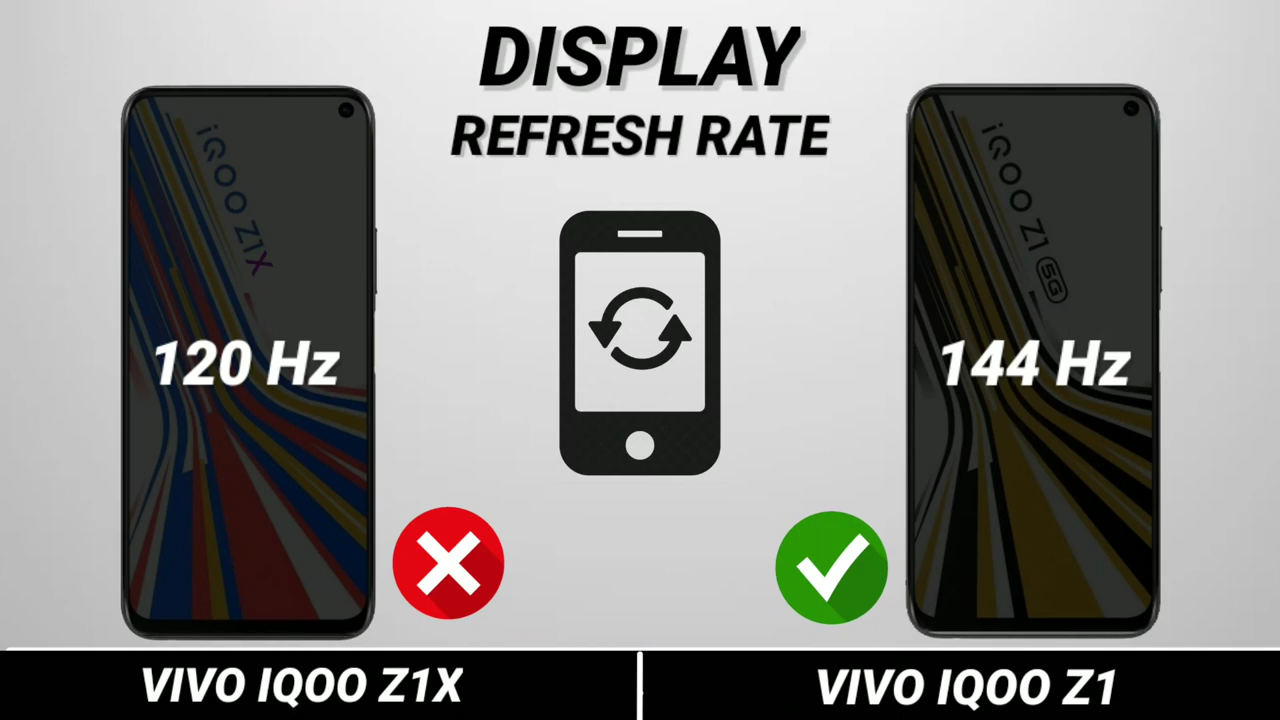 DISPLAY
REFRESH RATE
iQOO Z1X
iQOO Z1 5G
120 Hz
144 Hz
VIVO IQOO Z1X
VIVO IQOO Z1